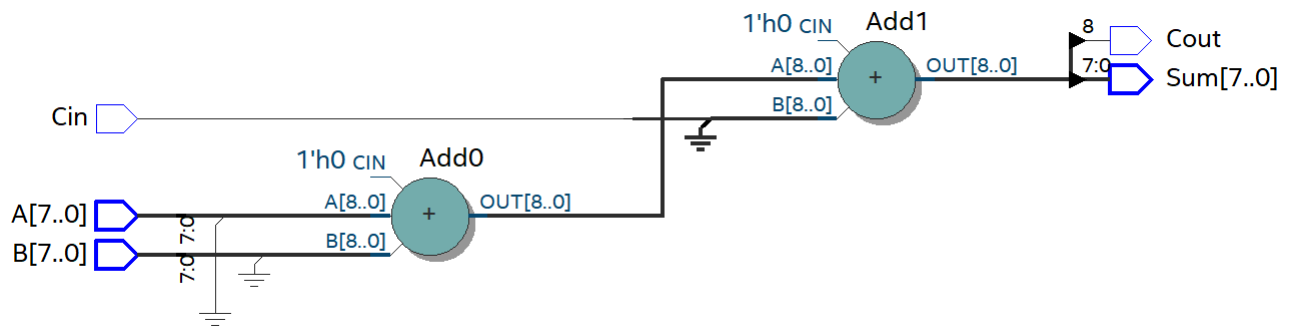 Add1
1'h0 CIN
8
Cout
A[8..0]
OUT[8..0]
7:0
Sum[7..0]
B[8..0]
Cin
Add0
1'h0 CIN
A[7..0]
7:0
A[8..0]
OUT[8..0]
B[7..0]
7:0
B[8..0]
+
+